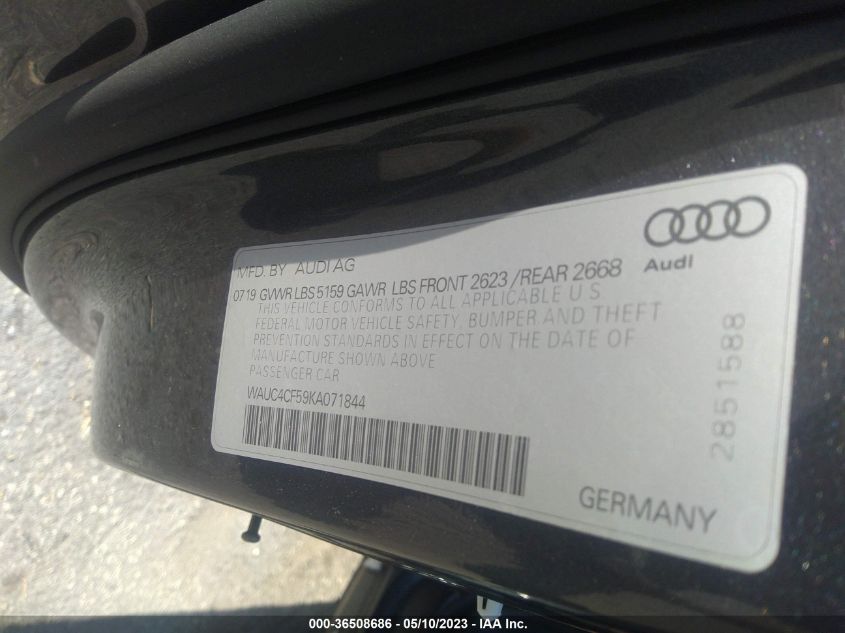 Audi
MFD. BY AUDI AG
0719 GVWR LBS 5159 GAWR LBS FRONT 2623 /REAR 2668
THIS VEHICLE CONFORMS TO ALL APPLICABLE U S
FEDERAL MOTOR VEHICLE SAFETY, BUMPER AND THEFT
PREVENTION STANDARDS IN EFFECT ON THE DATE OF
MANUFACTURE SHOWN ABOVE
PASSENGER CAR
WAUC4CF59KA071844
2851588
GERMANY
000-36508686 - 05/10/2023 - IAA Inc.